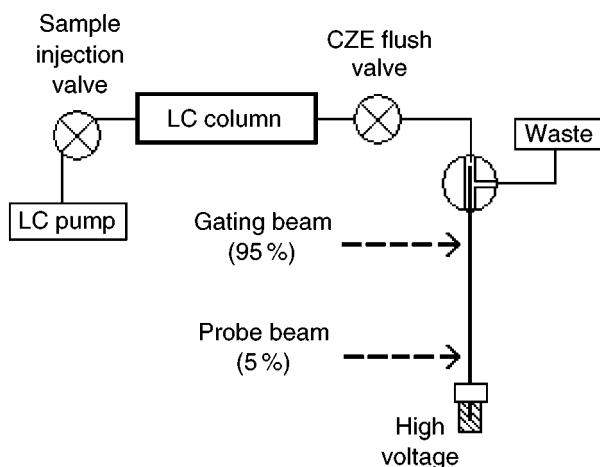 Sample
injection
valve
CZE flush
valve
LC column
Waste
LC pump
Gating beam
(95 %)
Probe beam
(5 %)
High
voltage